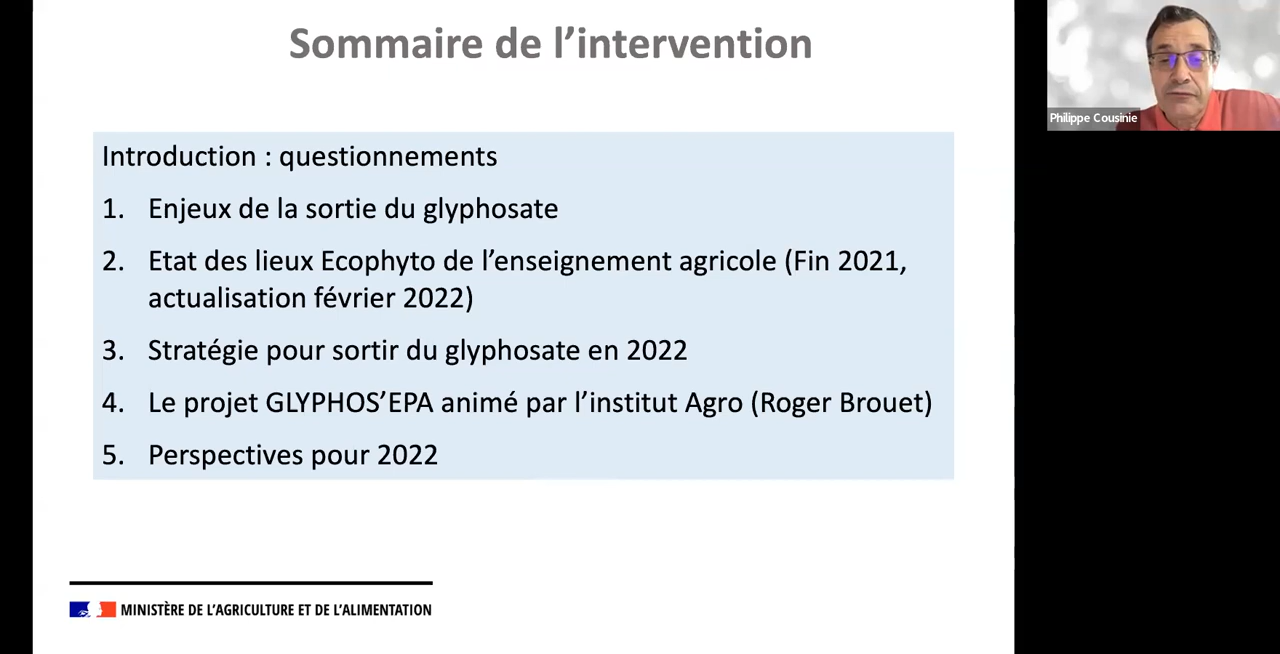 Sommaire de l'intervention
Philippe Cousinie
Introduction : questionnements
1. Enjeux de la sortie du glyphosate
2. Etat des lieux Ecophyto de l'enseignement agricole (Fin 2021,
actualisation février 2022)
3. Stratégie pour sortir du glyphosate en 2022
4. Le projet GLYPHOS'EPA animé par l'institut Agro (Roger Brouet)
5. Perspectives pour 2022
MINISTÈRE DE L'AGRICULTURE ET DE L'ALIMENTATION